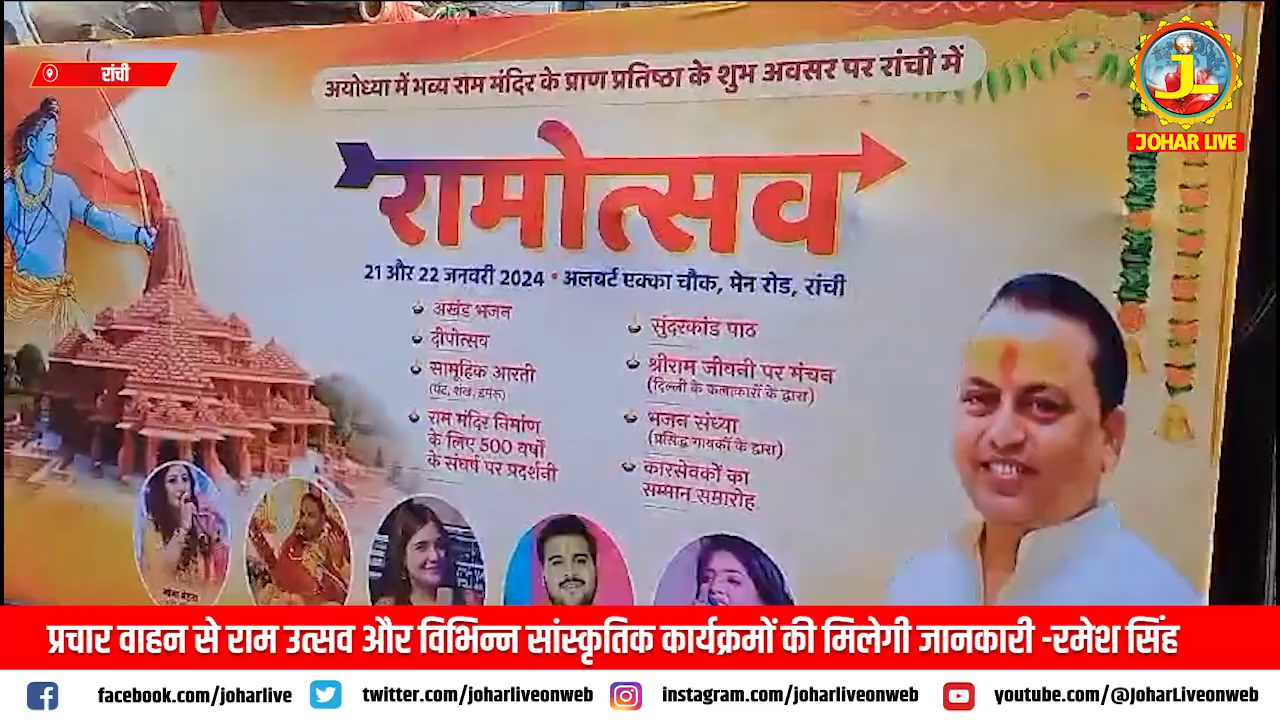 रांची
JOHAR LIVE
अयोध्या में भव्य राम मंदिर के प्राण प्रतिष्ठा के शुभ अवसर पर रांची में
रामोत्सव
21 और 22 जनवरी 2024 • अलबर्ट एक्का चौक, मेन रोड, रांची
अखंड भजन
दीपोत्सव
सामूहिक आरती
(घंट, शंख, डमरू)
राम मंदिर निर्माण
के लिए 500 वर्षों
के संघर्ष पर प्रदर्शनी
सुंदरकांड पाठ
श्रीराम जीवनी पर मंचन
(दिल्ली के कलाकारों के द्वारा)
भजन संध्या
(प्रसिद्ध गायकों के द्वारा)
कारसेवकों का
सम्मान समारोह
प्रचार वाहन से राम उत्सव और विभिन्न सांस्कृतिक कार्यक्रमों की मिलेगी जानकारी -रमेश सिंह
facebook.com/joharlive
twitter.com/joharliveonweb
instagram.com/joharliveonweb
youtube.com/@JoharLiveonweb